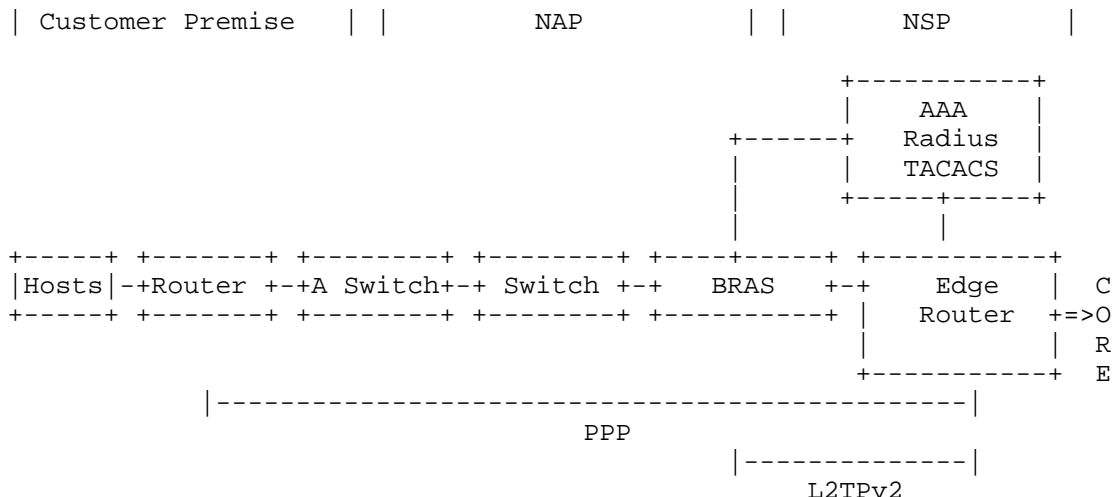 | Customer Premise | | NAP | | NSP |
AAA
Radius
TACACS
|Hosts|-+Router +-+A Switch+-+ Switch +-+ BRAS +-+ Edge | C
Router +=>O
R
E
PPP
L2TPv2